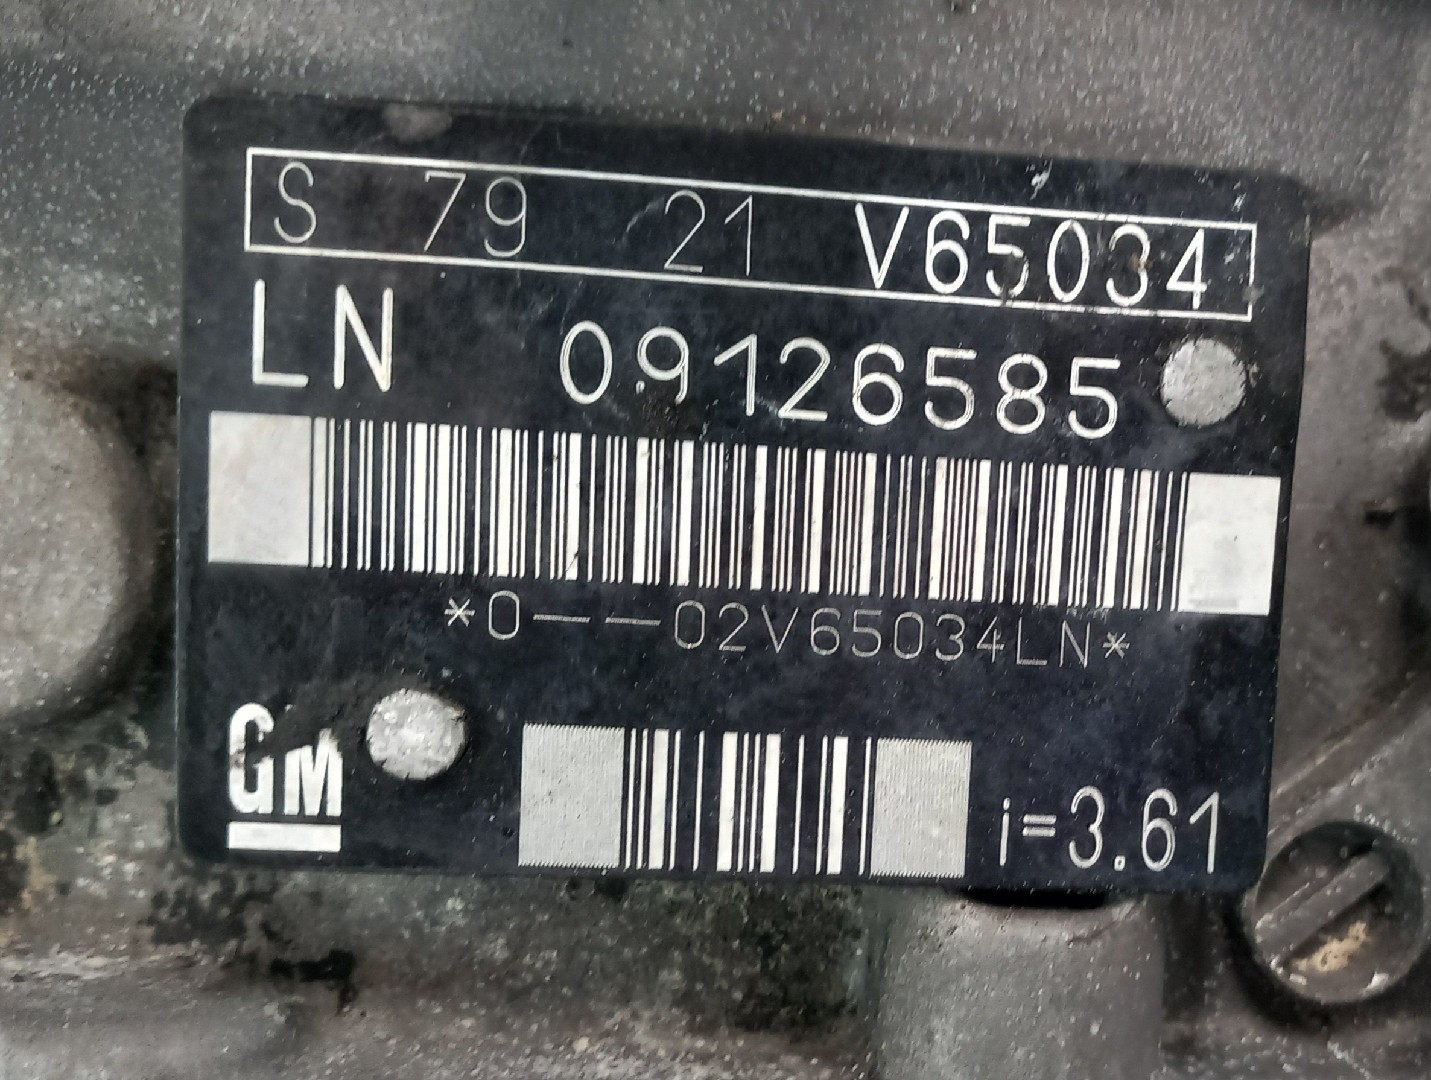 S 79 21 V65034
LN 09126585
*0---02V65034LN*
GM
i=3.61